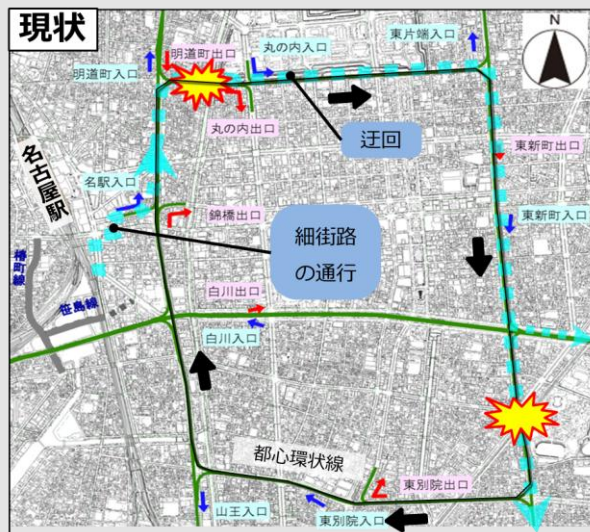 現状
N
明道町出口
丸の内入口
東片端入口
明道町入口
丸の内出口
迂回
東新町出口
名古屋駅
名駅入口
錦橋出口
東新町入口
細街路
の通行
椿町線
笹島線
白川出口
白川入口
都心環状線
東別院出口
山王入口
東別院入口